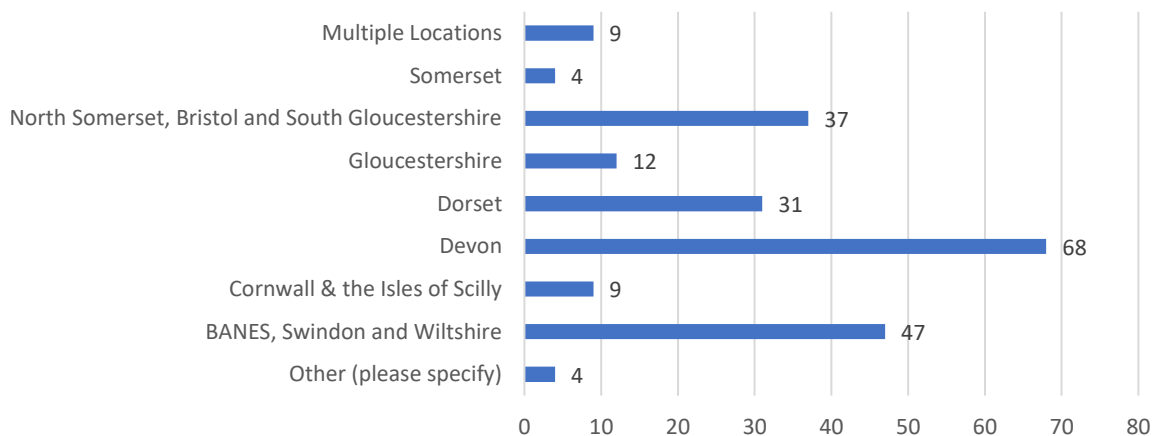 Multiple Locations 9
Somerset 4
North Somerset, Bristol and South Gloucestershire 37
Gloucestershire 12
Dorset 31
Devon 68
Cornwall & the Isles of Scilly 9
BANES, Swindon and Wiltshire 47
Other (please specify) 4
0 10 20 30 40 50 60 70 80